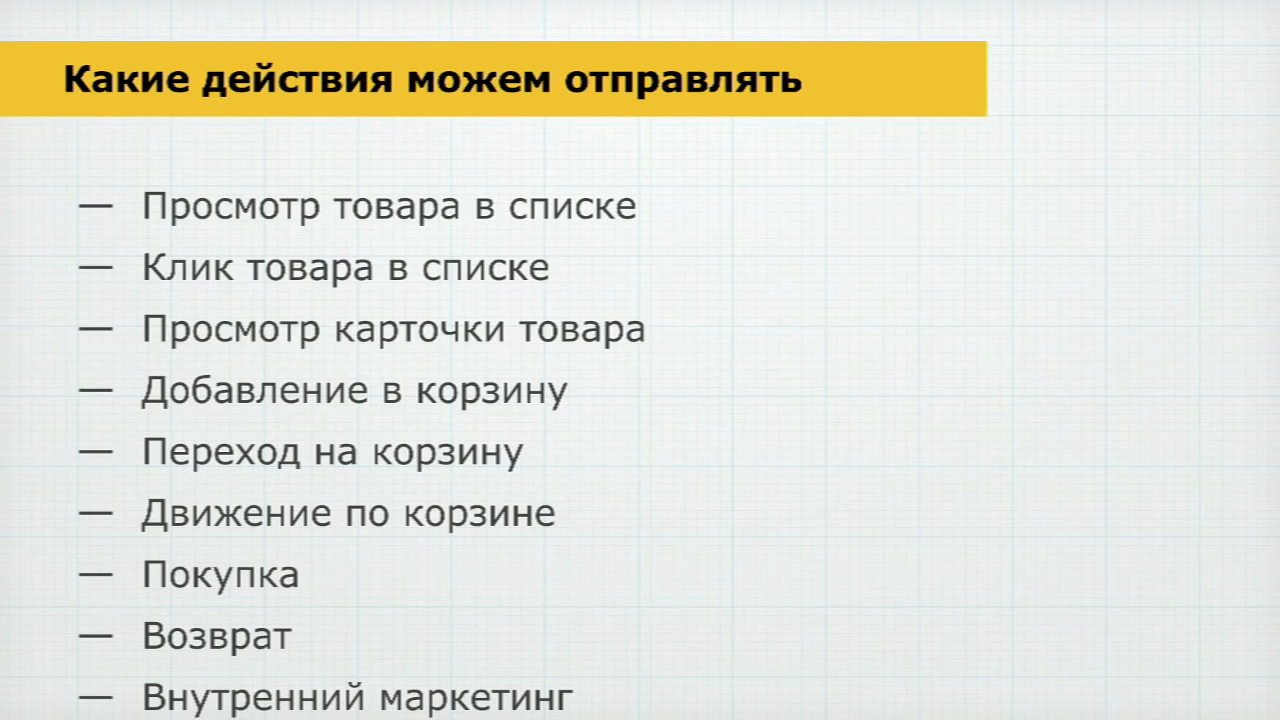 Какие действия можем отправлять
— Просмотр товара в списке
— Клик товара в списке
— Просмотр карточки товара
— Добавление в корзину
— Переход на корзину
— Движение по корзине
— Покупка
— Возврат
— Внутренний маркетинг